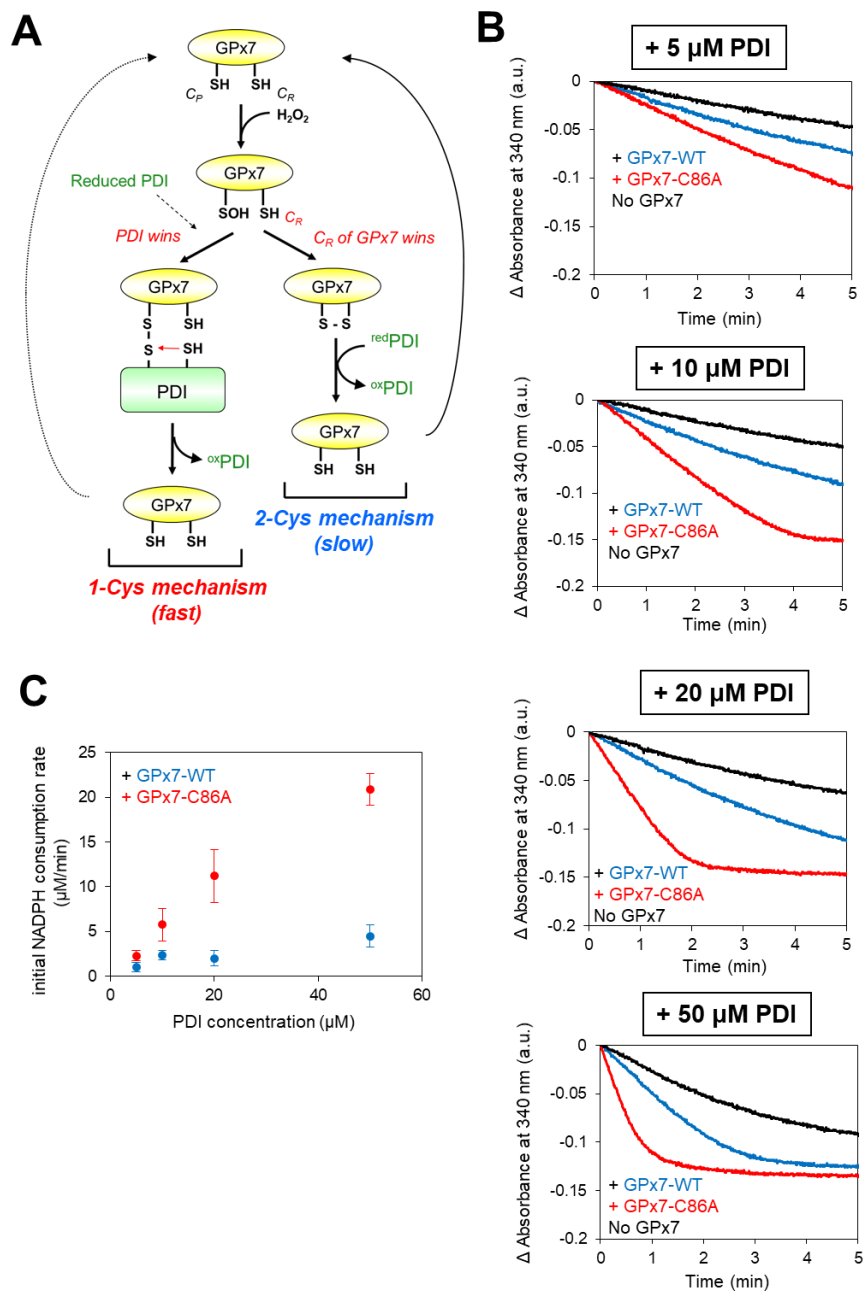 A
GPx7
SH SH
C_P C_R
H₂O₂
GPx7
Reduced PDI
SOH SH C_R
PDI wins
C_R of GPx7 wins
GPx7
GPx7
S SH
S - S
S SH
redPDI
PDI
oxPDI
GPx7
oxPDI
SH SH
GPx7
2-Cys mechanism
(slow)
SH SH
1-Cys mechanism
(fast)
B
+ 5 µM PDI
Δ Absorbance at 340 nm (a.u.)
0
-0.05
-0.1
-0.15
-0.2
+ GPx7-WT
+ GPx7-C86A
No GPx7
0 1 2 3 4 5
Time (min)
+ 10 µM PDI
Δ Absorbance at 340 nm (a.u.)
0
-0.05
-0.1
-0.15
-0.2
+ GPx7-WT
+ GPx7-C86A
No GPx7
0 1 2 3 4 5
Time (min)
+ 20 µM PDI
Δ Absorbance at 340 nm (a.u.)
0
-0.05
-0.1
-0.15
-0.2
+ GPx7-WT
+ GPx7-C86A
No GPx7
0 1 2 3 4 5
Time (min)
+ 50 µM PDI
Δ Absorbance at 340 nm (a.u.)
0
-0.05
-0.1
-0.15
-0.2
+ GPx7-WT
+ GPx7-C86A
No GPx7
0 1 2 3 4 5
Time (min)
C
initial NADPH consumption rate
(µM/min)
25
20
15
10
5
0
+ GPx7-WT
+ GPx7-C86A
0 20 40 60
PDI concentration (µM)